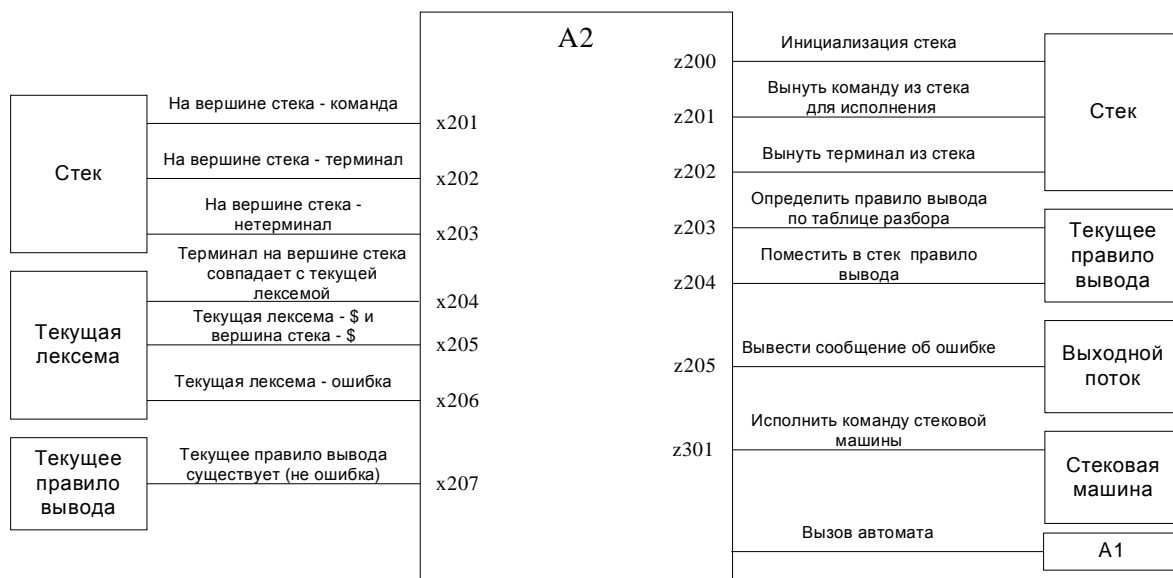 A2
Стек
На вершине стека - команда
x201
На вершине стека - терминал
x202
На вершине стека -
нетерминал
x203
Текущая
лексема
Терминал на вершине стека
совпадает с текущей
лексемой
x204
Текущая лексема - $ и
вершина стека - $
x205
Текущая лексема - ошибка
x206
Текущее
правило
вывода
Текущее правило вывода
существует (не ошибка)
x207
z200
Инициализация стека
z201
Вынуть команду из стека
для исполнения
z202
Вынуть терминал из стека
Стек
z203
Определить правило вывода
по таблице разбора
z204
Поместить в стек правило
вывода
Текущее
правило
вывода
z205
Вывести сообщение об ошибке
Выходной
поток
z301
Исполнить команду стековой
машины
Стековая
машина
Вызов автомата
A1